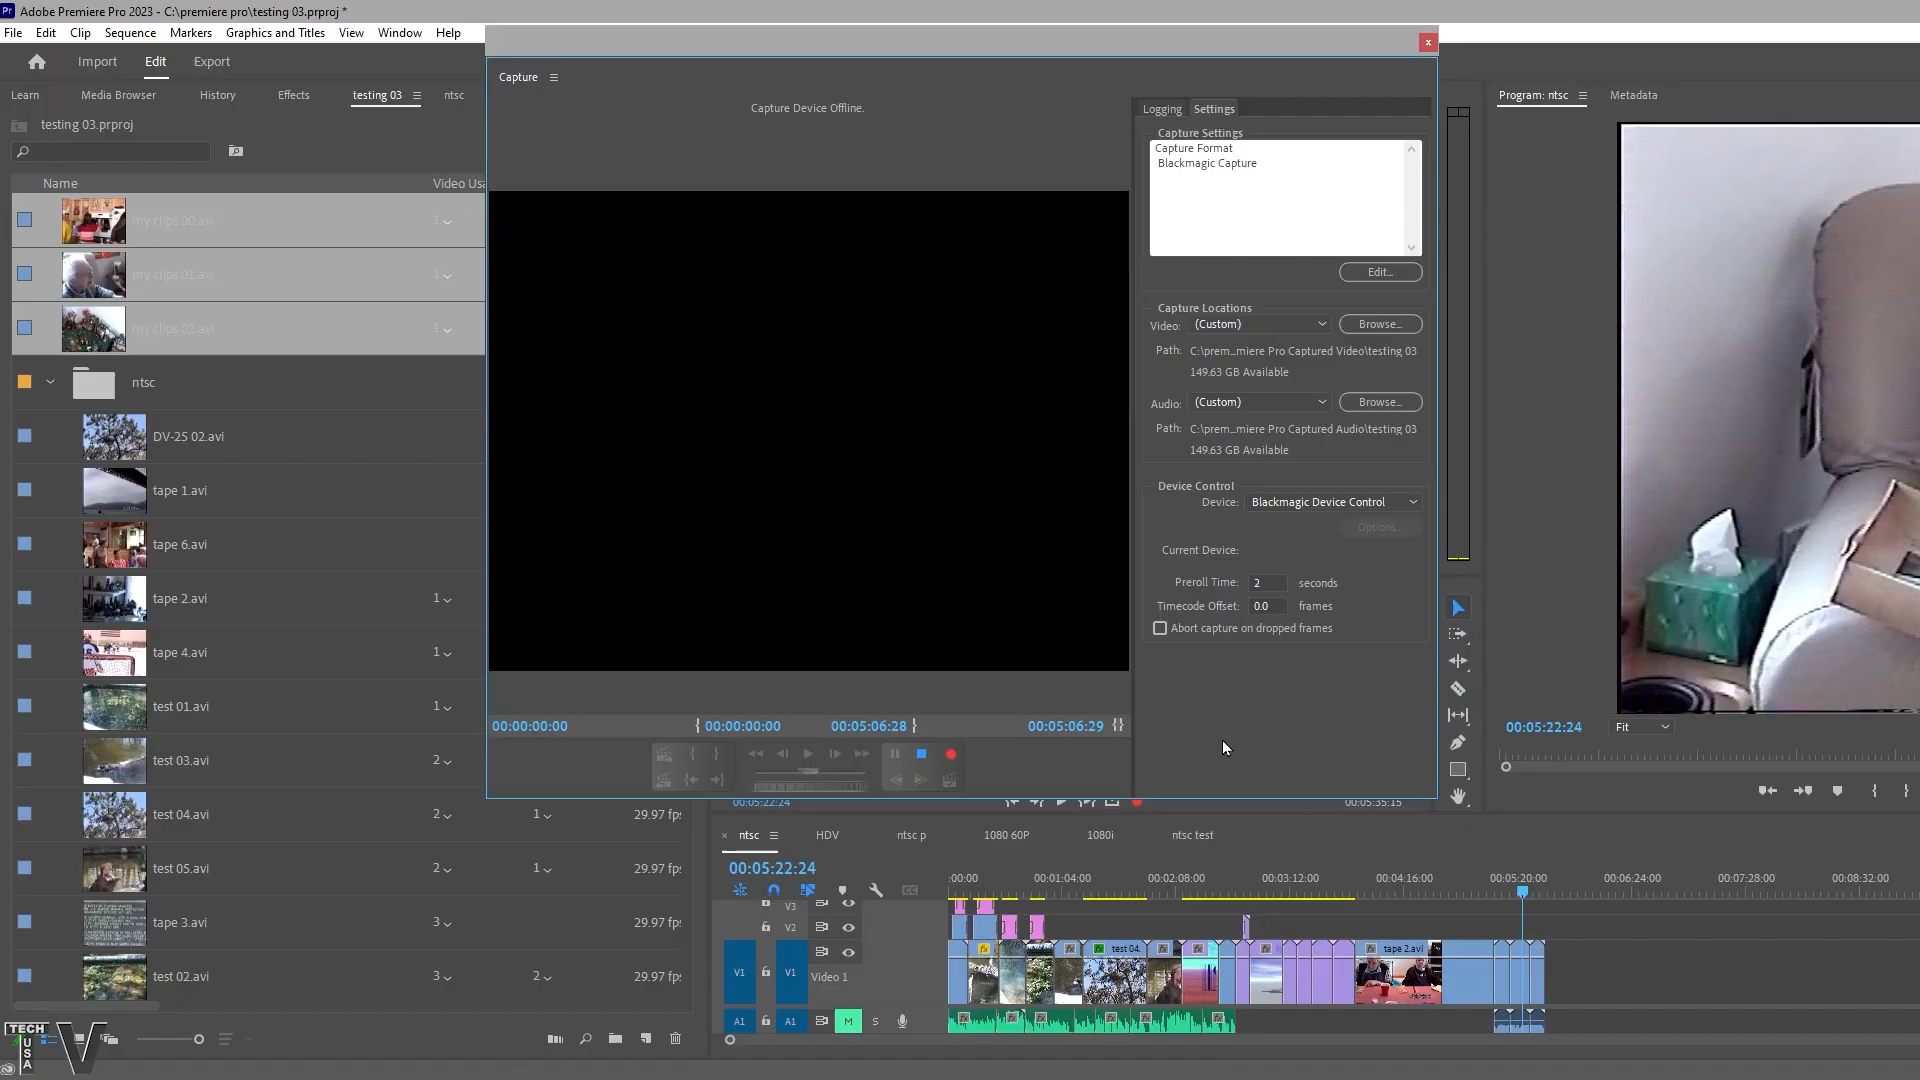 Adobe Premiere Pro 2023 - C:\premiere pro\testing 03.prproj *
File Edit Clip Sequence Markers Graphics and Titles View Window Help
Import Edit Export
Learn Media Browser History Effects testing 03 ntsc
testing 03.prproj
Name Video Usa
my clips 00.avi 1
my clips 01.avi 1
my clips 02.avi 1
ntsc
DV-25 02.avi
tape 1.avi
tape 6.avi
tape 2.avi 1
tape 4.avi 1
test 01.avi 1
test 03.avi 2
test 04.avi 2 1 29.97 fps
test 05.avi 2 1 29.97 fps
tape 3.avi 3 29.97 fps
test 02.avi 3 2 29.97 fps
TECH
USA
V
Capture
Capture Device Offline.
00:00:00:00 { 00:00:00:00 00:05:06:28 } 00:05:06:29 {}
Logging Settings
Capture Settings
Capture Format
Blackmagic Capture
Edit...
Capture Locations
Video: (Custom) Browse...
Path: C:\prem...miere Pro Captured Video\testing 03
149.63 GB Available
Audio: (Custom) Browse...
Path: C:\prem...miere Pro Captured Audio\testing 03
149.63 GB Available
Device Control
Device: Blackmagic Device Control
Options...
Current Device:
Preroll Time: 2 seconds
Timecode Offset: 0.0 frames
Abort capture on dropped frames
Program: ntsc Metadata
00:05:22:24 Fit
00:05:22:24 00:05:35:15
× ntsc HDV ntsc p 1080 60P 1080i ntsc test
00:05:22:24
:00:00 00:01:04:00 00:02:08:00 00:03:12:00 00:04:16:00 00:05:20:00 00:06:24:00 00:07:28:00 00:08:32:00
V3
V2
V1 V1 Video 1
test 04. tape 2.avi
A1 A1 M S